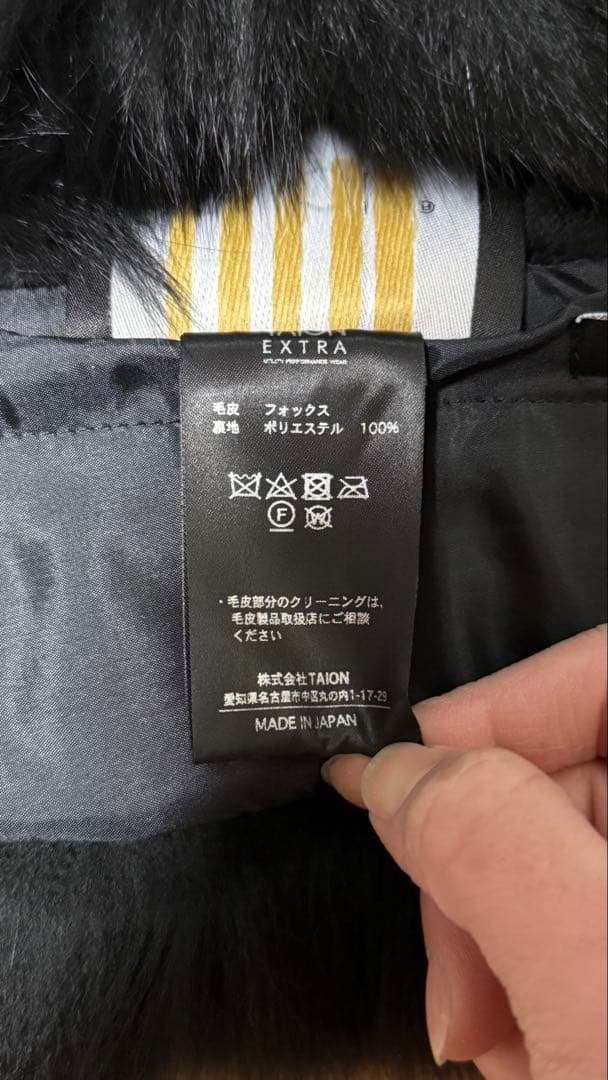 TAION
EXTRA
UTILITY PERFORMANCE WEAR
毛皮 フォックス
裏地 ポリエステル 100%
F
W
・毛皮部分のクリーニングは、
毛皮製品取扱店にご相談
ください
株式会社TAION
愛知県名古屋市中区丸の内1-17-29
MADE IN JAPAN
®